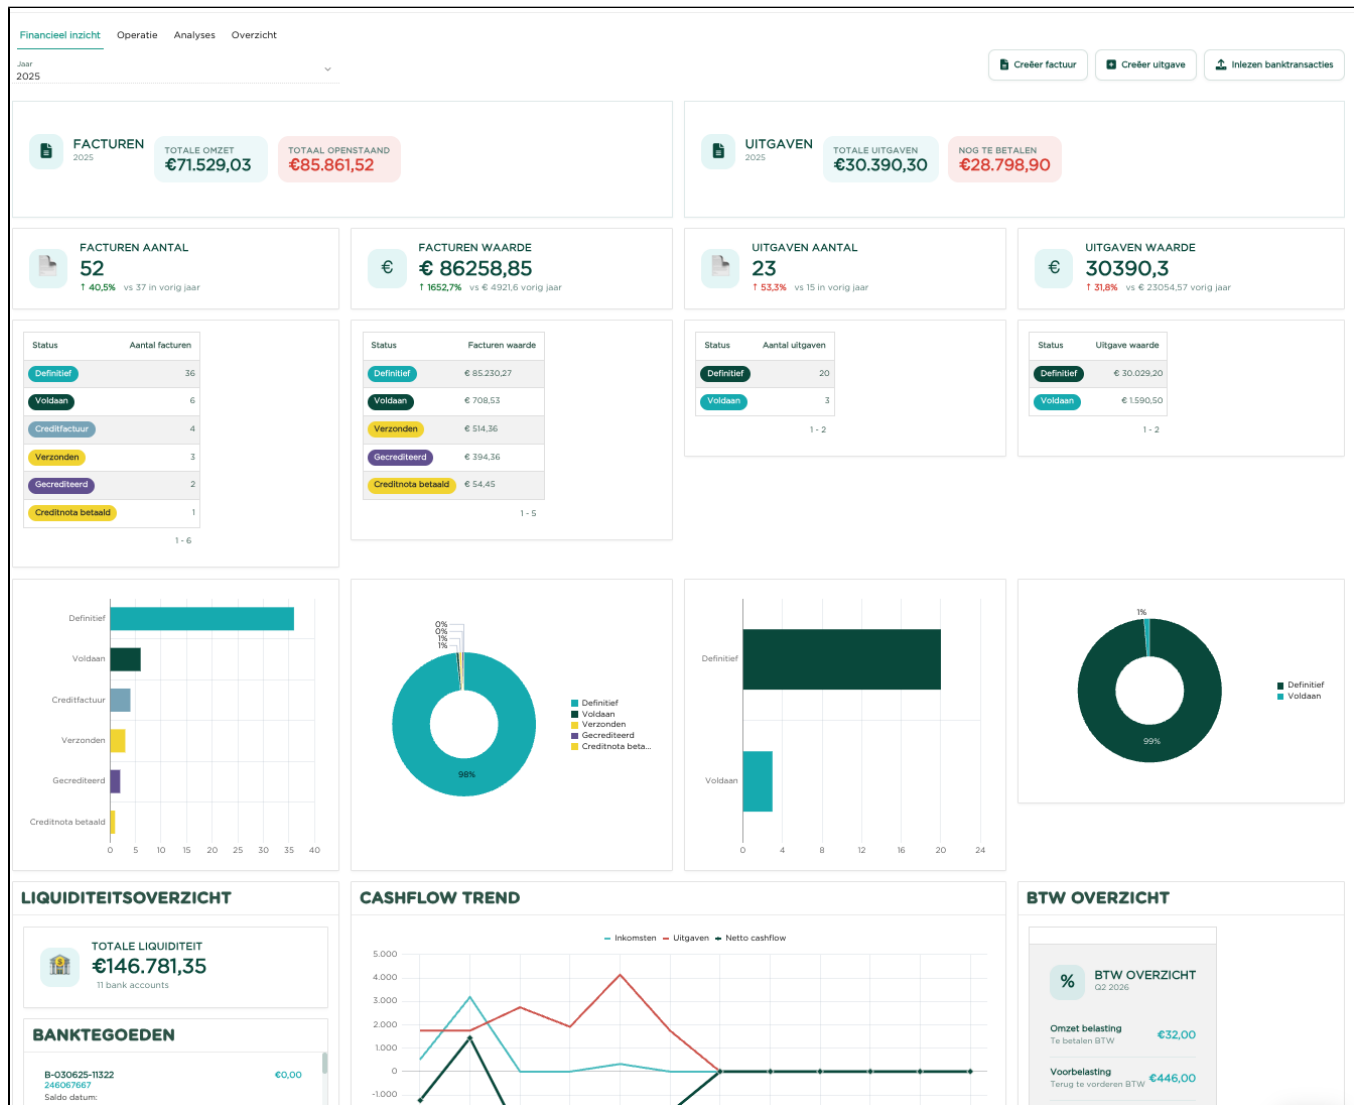 Financieel inzicht Operatie Analyses Overzicht
Jaar
2025
Creëer factuur Creëer uitgave Inlezen banktransacties
FACTUREN
2025
TOTALE OMZET
€71.529,03
TOTAAL OPENSTAAND
€85.861,52
UITGAVEN
2025
TOTALE UITGAVEN
€30.390,30
NOG TE BETALEN
€28.798,90
FACTUREN AANTAL
52
↑ 40,5% vs 37 in vorig jaar
FACTUREN WAARDE
€
€ 86258,85
↑ 1652,7% vs € 4921,6 vorig jaar
UITGAVEN AANTAL
23
↑ 53,3% vs 15 in vorig jaar
UITGAVEN WAARDE
€
30390,3
↑ 31,8% vs € 23054,57 vorig jaar
Status Aantal facturen
Definitief 36
Voldaan 6
Creditfactuur 4
Verzonden 3
Gecrediteerd 2
Creditnota betaald 1
1 - 6
Status Facturen waarde
Definitief € 85.230,27
Voldaan € 708,53
Verzonden € 514,36
Gecrediteerd € 394,36
Creditnota betaald € 54,45
1 - 5
Status Aantal uitgaven
Definitief 20
Voldaan 3
1 - 2
Status Uitgave waarde
Definitief € 30.029,20
Voldaan € 1.590,50
1 - 2
Definitief
Voldaan
Creditfactuur
Verzonden
Gecrediteerd
Creditnota betaald
0 5 10 15 20 25 30 35 40
0%
0%
1%
1%
98%
Definitief
Voldaan
Verzonden
Gecrediteerd
Creditnota beta...
Definitief
Voldaan
0 4 8 12 16 20 24
1%
99%
Definitief
Voldaan
LIQUIDITEITSOVERZICHT
TOTALE LIQUIDITEIT
€146.781,35
11 bank accounts
BANKTEGOEDEN
B-030625-11322 €0,00
246067667
Saldo datum:
CASHFLOW TREND
Inkomsten Uitgaven Netto cashflow
5.000
4.000
3.000
2.000
1.000
0
-1.000
BTW OVERZICHT
%
BTW OVERZICHT
Q2 2026
Omzet belasting €32,00
Te betalen BTW
Voorbelasting €446,00
Terug te vorderen BTW